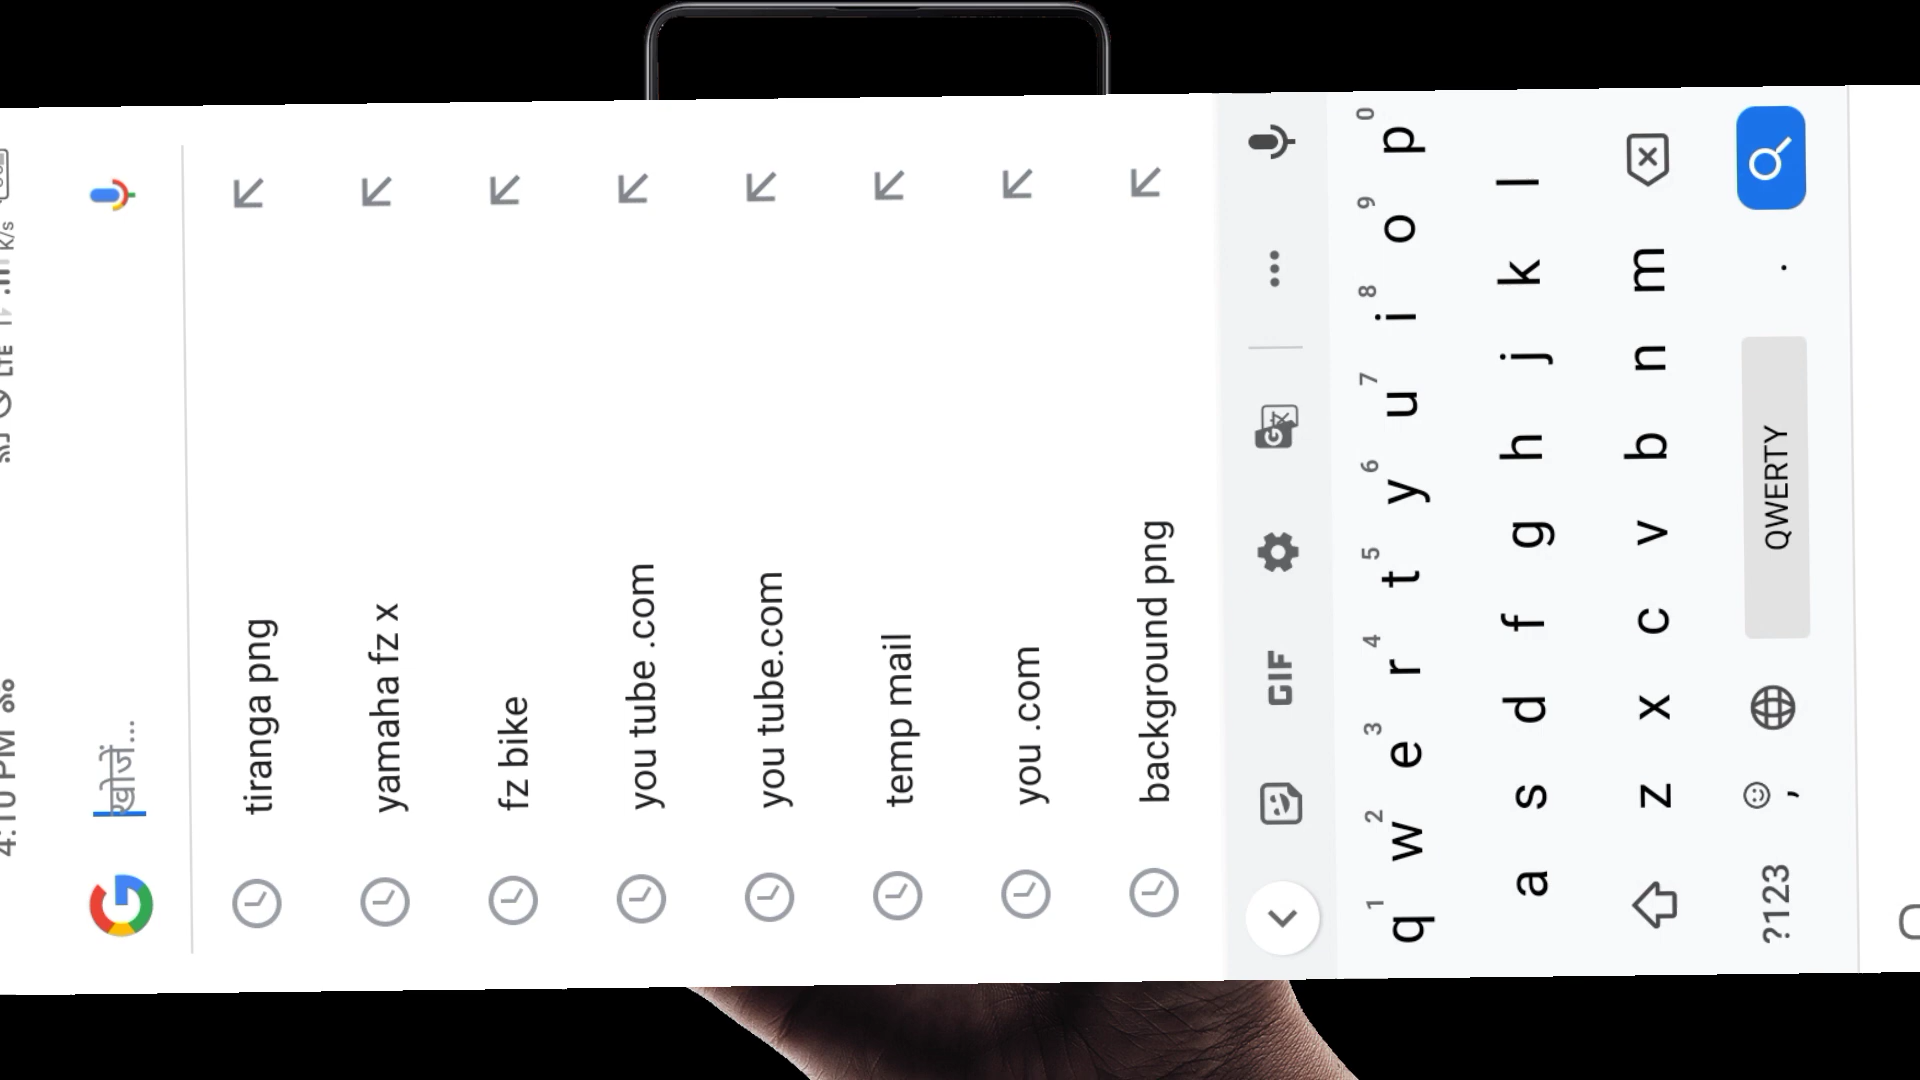 4:10 PM
LTE
K/s
खोजें...
tiranga png
yamaha fz x
fz bike
you tube .com
you tube.com
temp mail
you .com
background png
GIF
1 2 3 4 5 6 7 8 9 0
q w e r t y u i o p
a s d f g h j k l
z x c v b n m
?123 , QWERTY .